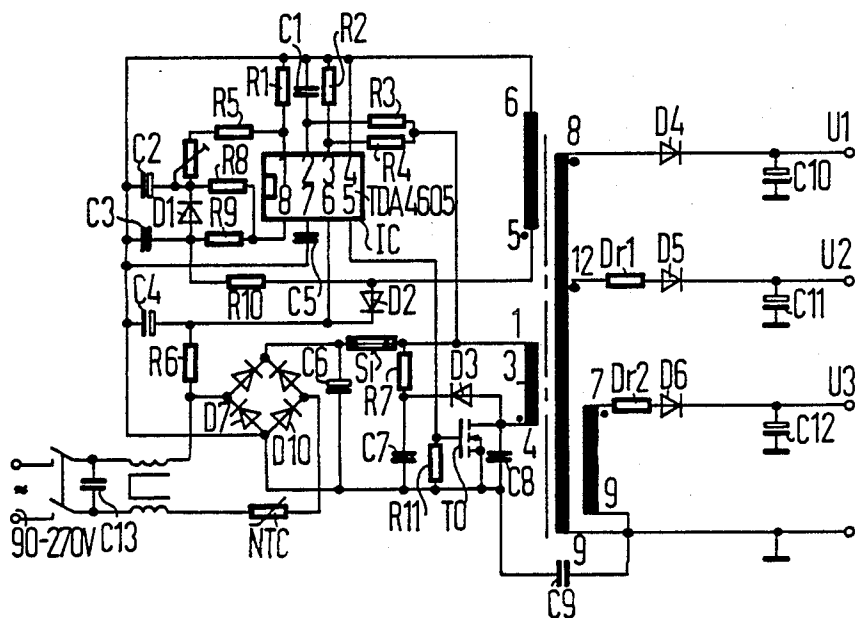 C1 R2
R1 R3
R5 R4
C2 R8
2 3 4
8 7 6 5
TDA4605
IC
D1
C3 R9
R10 C5 D2
C4
R6
D7 D10
C6 Si
R7 D3
C7 C8
R11 T0
≈
90-270V C13
NTC
6
5
1
3
4
8 D4 U1
C10
12 Dr1 D5 U2
C11
7 Dr2 D6 U3
C12
9
9
C9